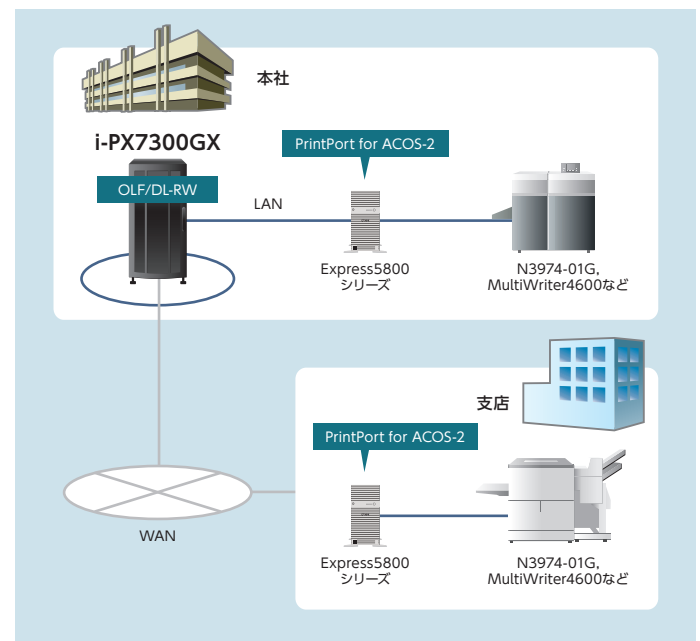 本社
i-PX7300GX
PrintPort for ACOS-2
OLF/DL-RW
LAN
Express5800
シリーズ
N3974-01G,
MultiWriter4600など
支店
PrintPort for ACOS-2
WAN
Express5800
シリーズ
N3974-01G,
MultiWriter4600など